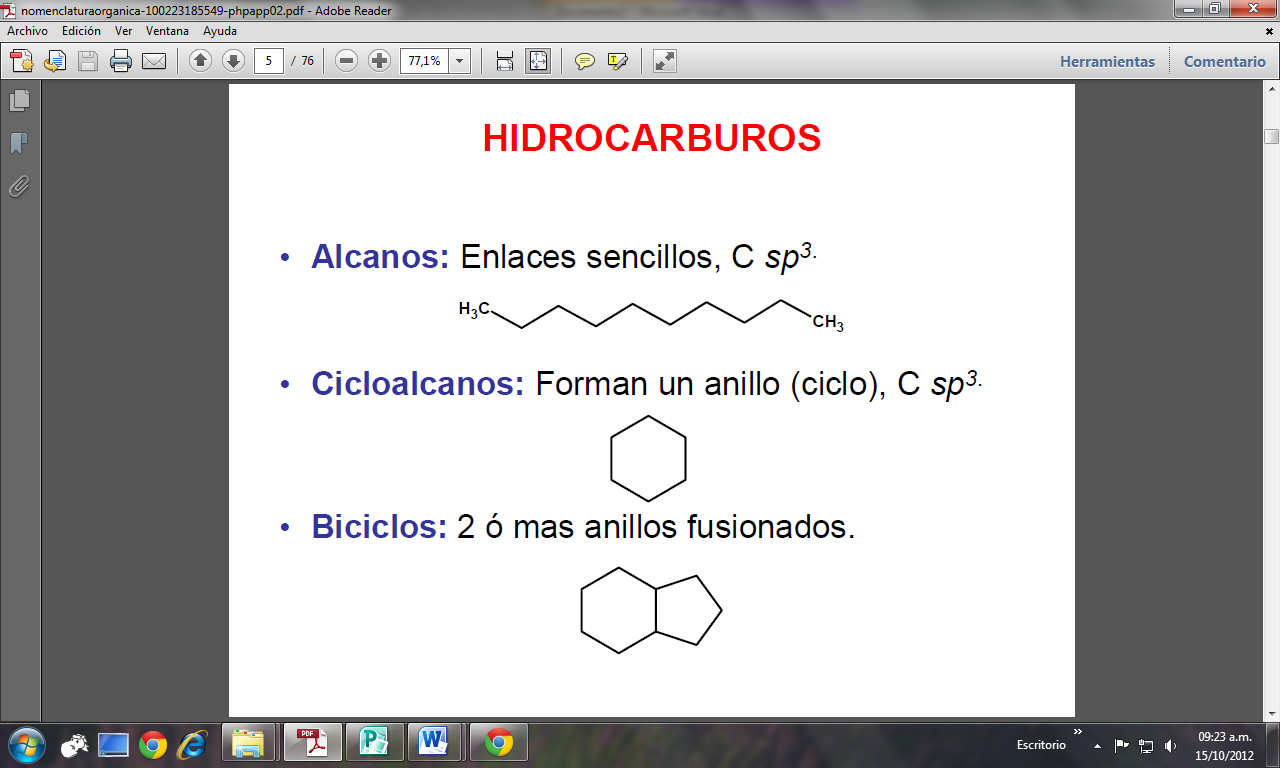 nomenclaturaorganica-100223185549-phpapp02.pdf - Adobe Reader
Archivo Edición Ver Ventana Ayuda
5 / 76 77,1% Herramientas Comentario
HIDROCARBUROS
• Alcanos: Enlaces sencillos, C sp3.
H3C CH3
• Cicloalcanos: Forman un anillo (ciclo), C sp3.
• Biciclos: 2 ó mas anillos fusionados.
Escritorio
09:23 a.m.
15/10/2012